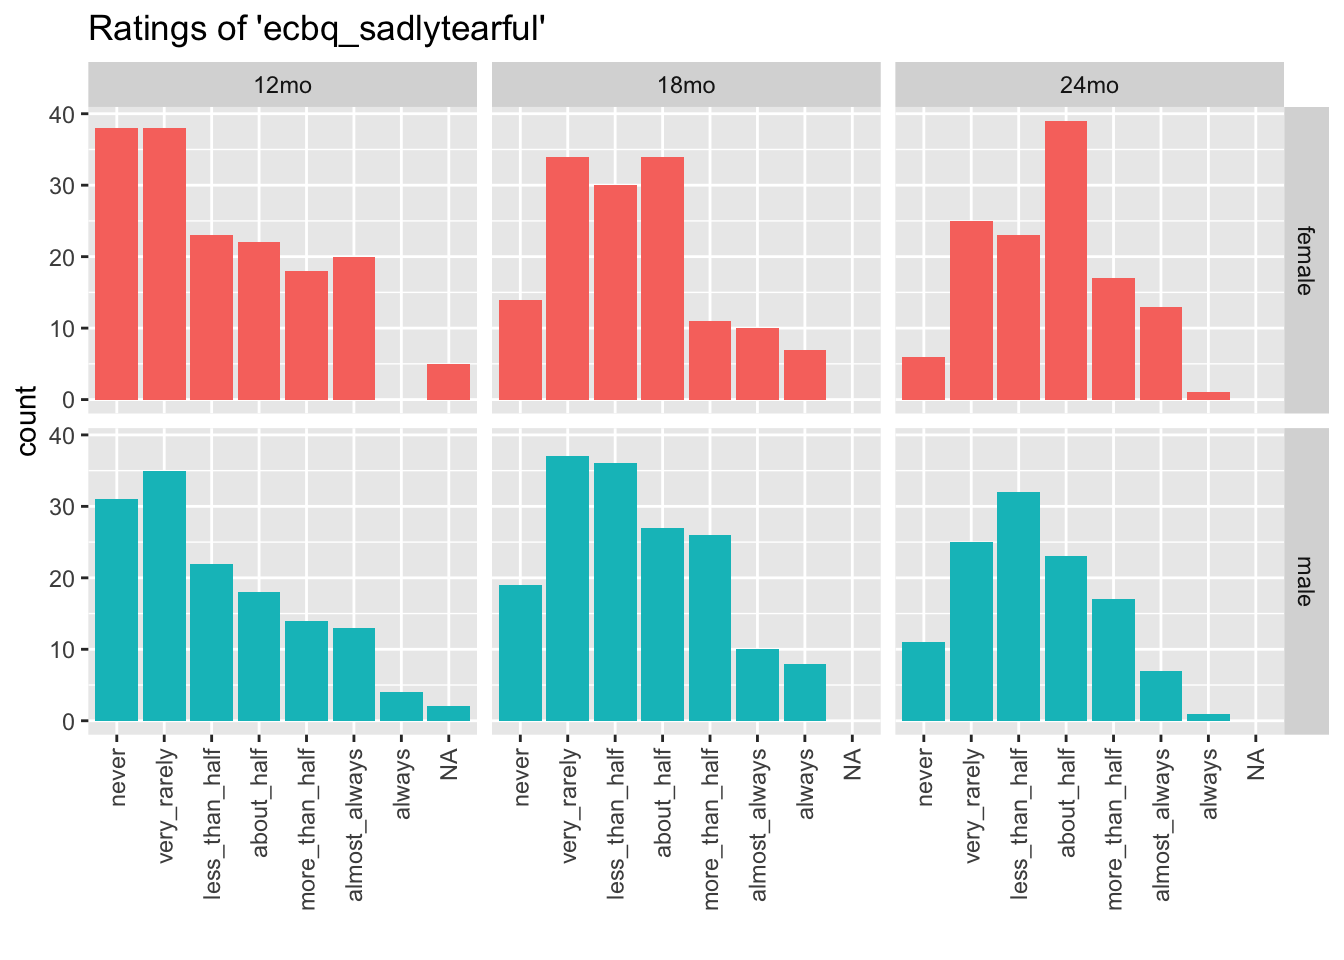 Ratings of 'ecbq_sadlytearful'
12mo 18mo 24mo
count
40
30
20
10
0
female
40
30
20
10
0
male
never very_rarely less_than_half about_half more_than_half almost_always always NA
never very_rarely less_than_half about_half more_than_half almost_always always NA
never very_rarely less_than_half about_half more_than_half almost_always always NA